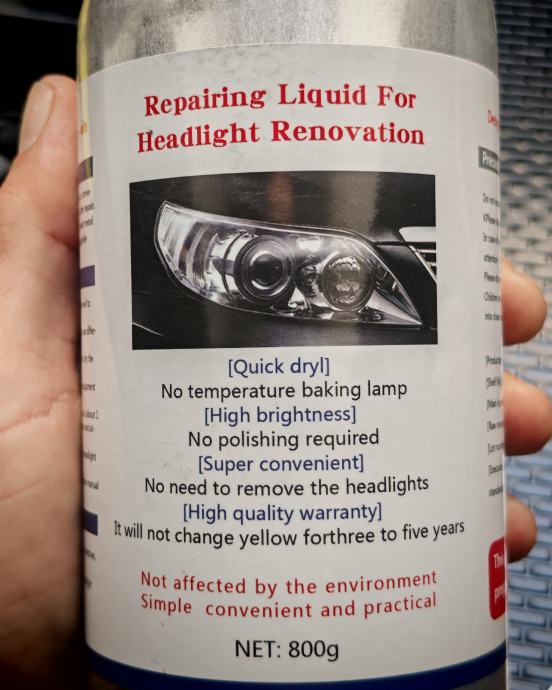 Repairing Liquid For
Headlight Renovation
[Quick dryl]
No temperature baking lamp
[High brightness]
No polishing required
[Super convenient]
No need to remove the headlights
[High quality warranty]
It will not change yellow forthree to five years
Not affected by the environment
Simple convenient and practical
NET: 800g